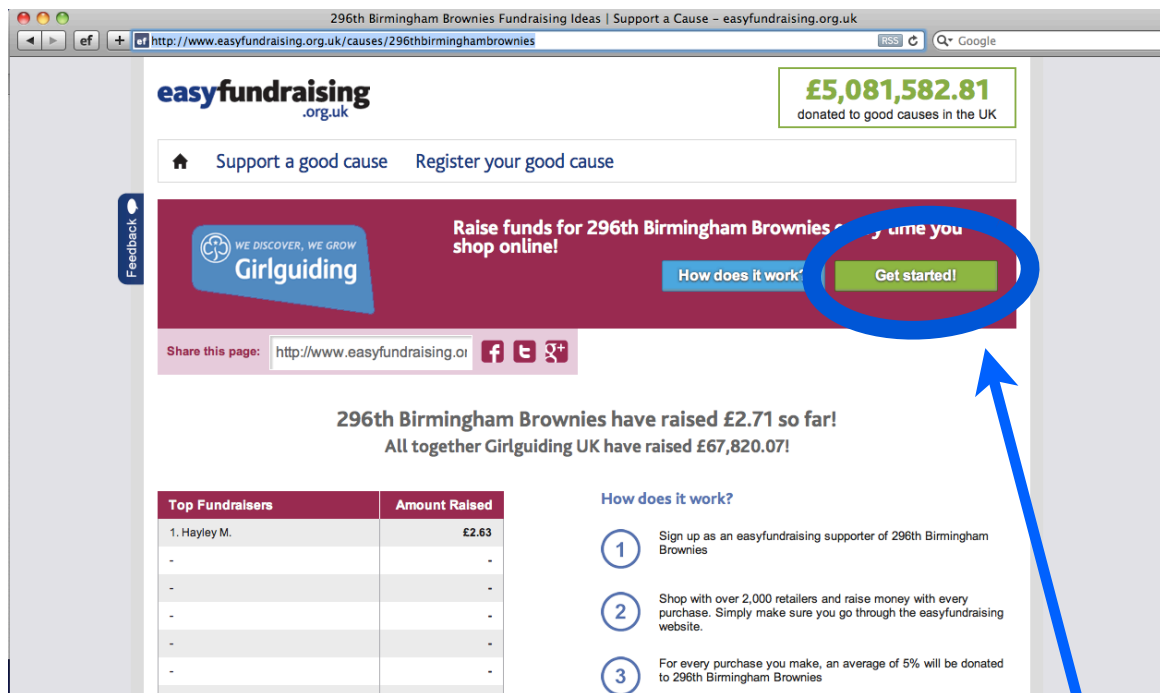 296th Birmingham Brownies Fundraising Ideas | Support a Cause – easyfundraising.org.uk
ef + ef http://www.easyfundraising.org.uk/causes/296thbirminghambrownies RSS Google
easyfundraising
.org.uk
£5,081,582.81
donated to good causes in the UK
Support a good cause Register your good cause
Feedback
WE DISCOVER, WE GROW
Girlguiding
Raise funds for 296th Birmingham Brownies time you
shop online!
How does it work? Get started!
Share this page: http://www.easyfundraising.or f t g+
296th Birmingham Brownies have raised £2.71 so far!
All together Girlguiding UK have raised £67,820.07!
Top Fundraisers Amount Raised
1. Hayley M. £2.63
- -
- -
- -
- -
- -
How does it work?
1 Sign up as an easyfundraising supporter of 296th Birmingham
Brownies
2 Shop with over 2,000 retailers and raise money with every
purchase. Simply make sure you go through the easyfundraising
website.
3 For every purchase you make, an average of 5% will be donated
to 296th Birmingham Brownies